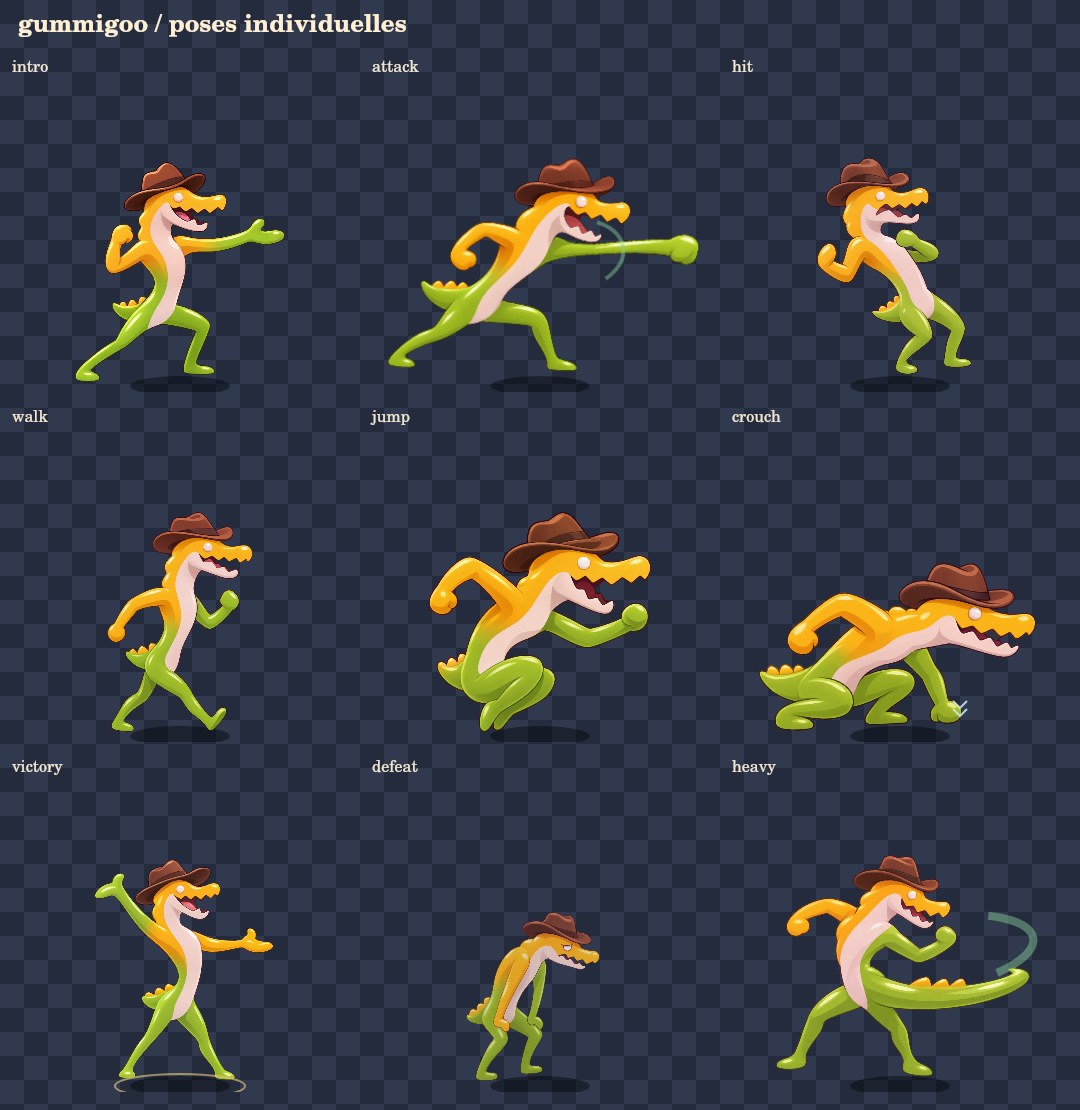 gummigoo / poses individuelles
intro
attack
hit
walk
jump
crouch
victory
defeat
heavy